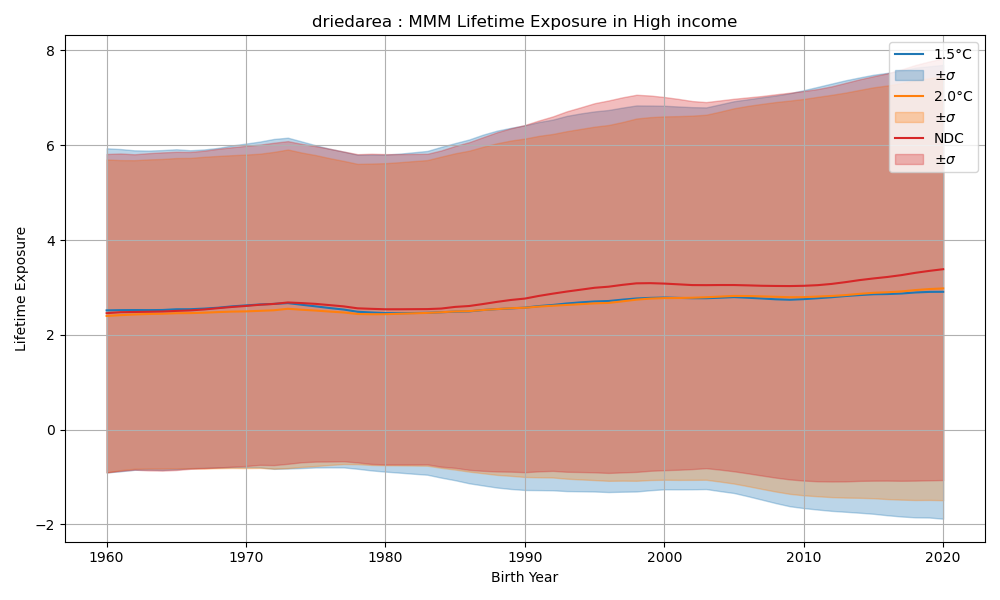 driedarea : MMM Lifetime Exposure in High income
8
6
4
2
0
−2
Lifetime Exposure
1960
1970
1980
1990
2000
2010
2020
Birth Year
1.5°C
±σ
2.0°C
±σ
NDC
±σ